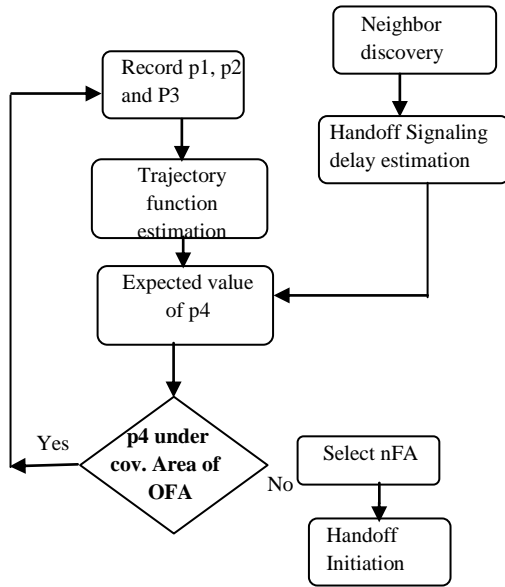 Neighbor
discovery
Record p1, p2
and P3
Handoff Signaling
delay estimation
Trajectory
function
estimation
Expected value
of p4
Yes
p4 under
cov. Area of
OFA
No
Select nFA
Handoff
Initiation